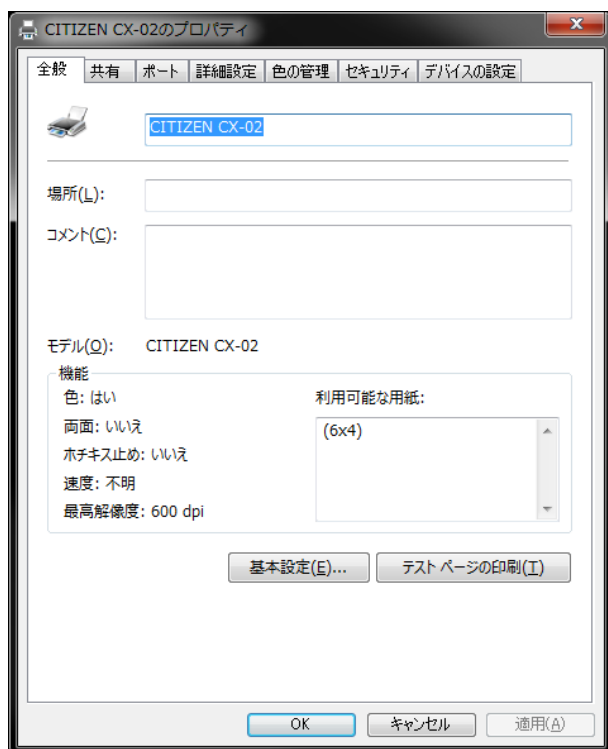 CITIZEN CX-02のプロパティ
全般 共有 ポート 詳細設定 色の管理 セキュリティ デバイスの設定
CITIZEN CX-02
場所(L):
コメント(C):
モデル(O): CITIZEN CX-02
機能
色: はい
利用可能な用紙:
両面: いいえ
(6x4)
ホチキス止め: いいえ
速度: 不明
最高解像度: 600 dpi
基本設定(E)... テスト ページの印刷(T)
OK キャンセル 適用(A)